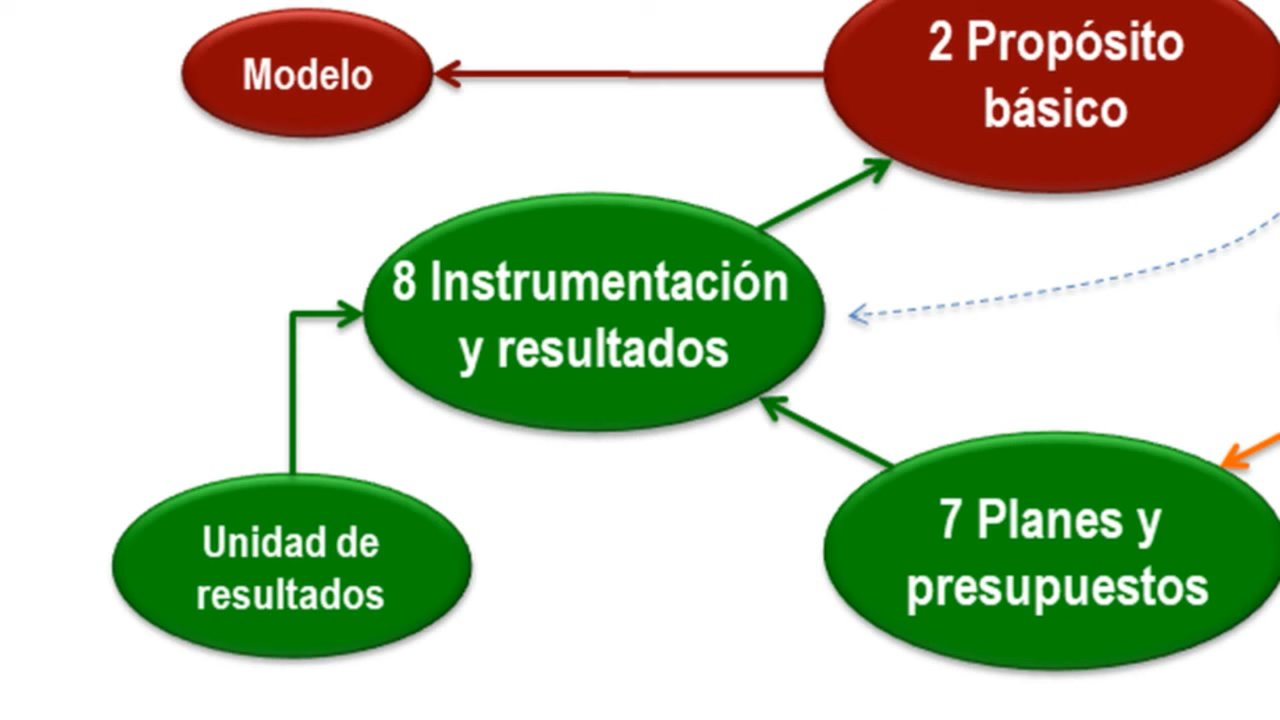 Modelo
2 Propósito
básico
8 Instrumentación
y resultados
Unidad de
resultados
7 Planes y
presupuestos